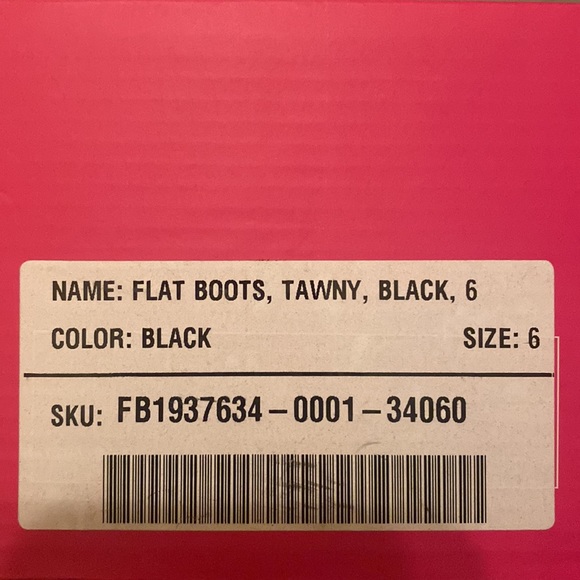 NAME: FLAT BOOTS, TAWNY, BLACK, 6
COLOR: BLACK SIZE: 6
SKU: FB1937634-0001-34060